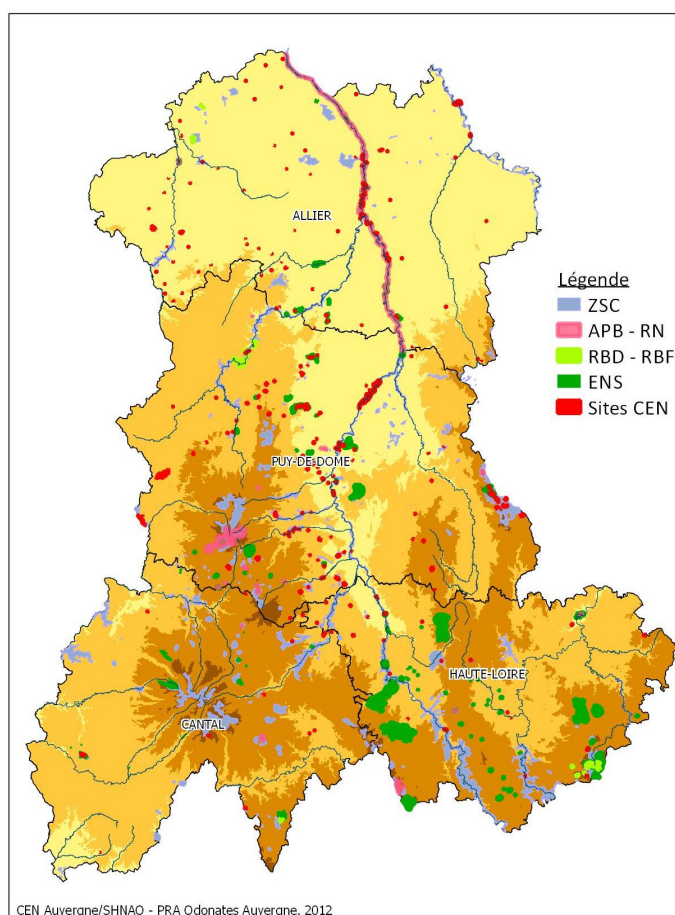 ALLIER
Légende
ZSC
APB - RN
RBD - RBF
ENS
Sites CEN
PUY-DE-DOME
HAUTE-LOIRE
CANTAL
CEN Auvergne/SHNAO - PRA Odonates Auvergne, 2012